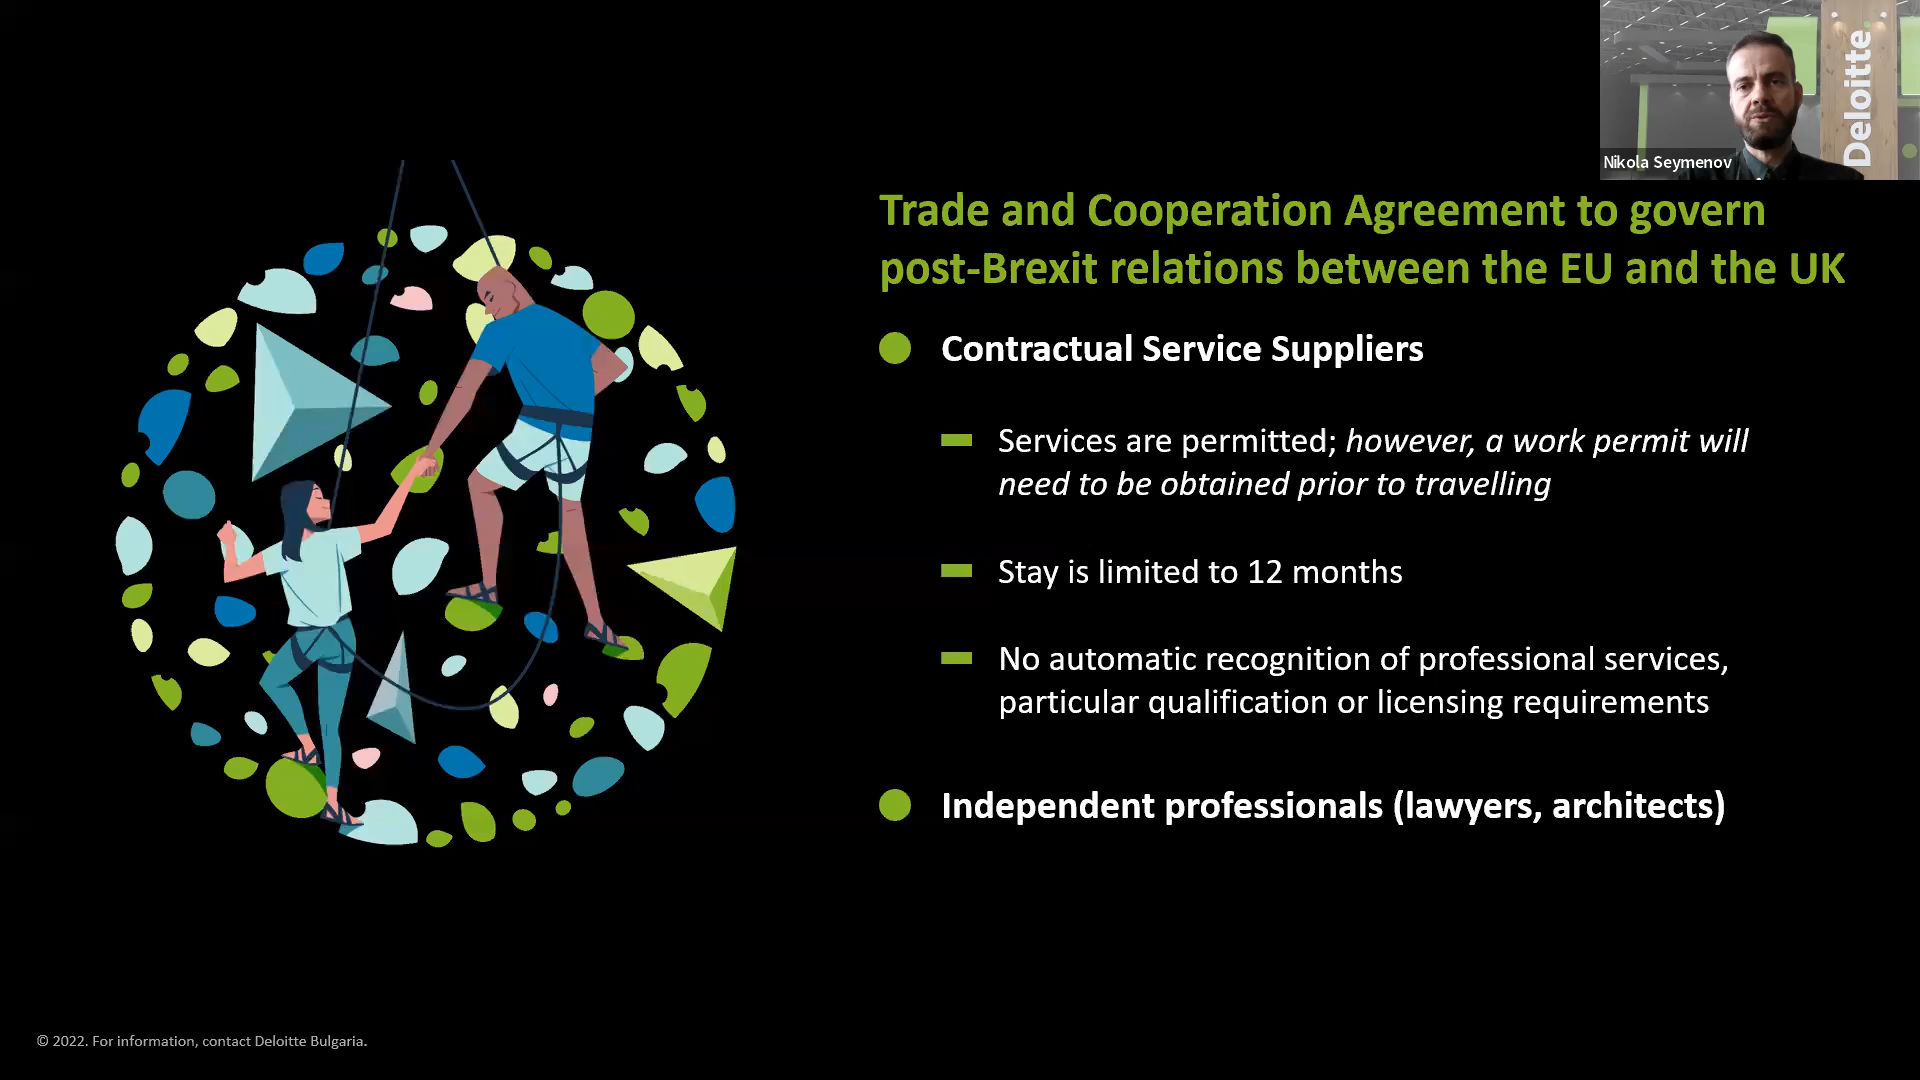 Deloitte
Nikola Seymenov
Trade and Cooperation Agreement to govern
post-Brexit relations between the EU and the UK
Contractual Service Suppliers
Services are permitted; however, a work permit will
need to be obtained prior to travelling
Stay is limited to 12 months
No automatic recognition of professional services,
particular qualification or licensing requirements
Independent professionals (lawyers, architects)
© 2022. For information, contact Deloitte Bulgaria.